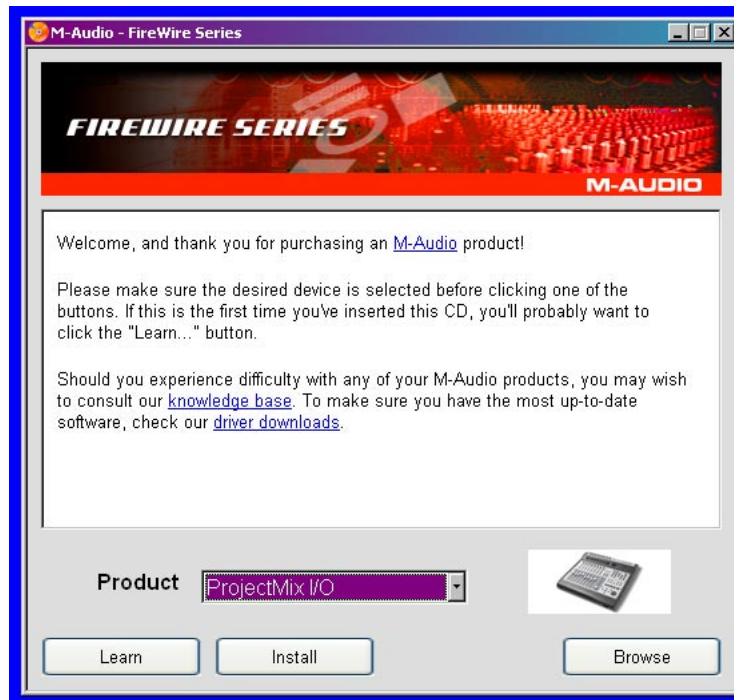 M-Audio - FireWire Series
FIREWIRE SERIES
M-AUDIO
Welcome, and thank you for purchasing an M-Audio product!
Please make sure the desired device is selected before clicking one of the
buttons. If this is the first time you've inserted this CD, you'll probably want to
click the "Learn..." button.
Should you experience difficulty with any of your M-Audio products, you may wish
to consult our knowledge base. To make sure you have the most up-to-date
software, check our driver downloads.
Product ProjectMix I/O
Learn Install Browse